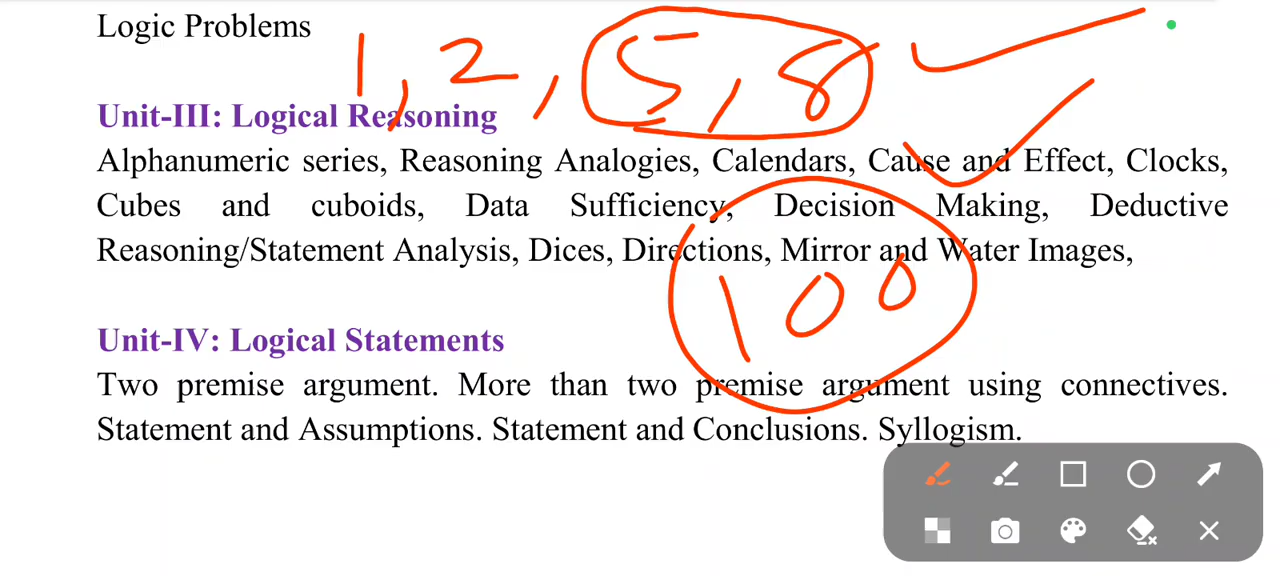 Logic Problems
1, 2, 5, 8
Unit-III: Logical Reasoning
Alphanumeric series, Reasoning Analogies, Calendars, Cause and Effect, Clocks,
Cubes and cuboids, Data Sufficiency, Decision Making, Deductive
Reasoning/Statement Analysis, Dices, Directions, Mirror and Water Images,
100
Unit-IV: Logical Statements
Two premise argument. More than two premise argument using connectives.
Statement and Assumptions. Statement and Conclusions. Syllogism.